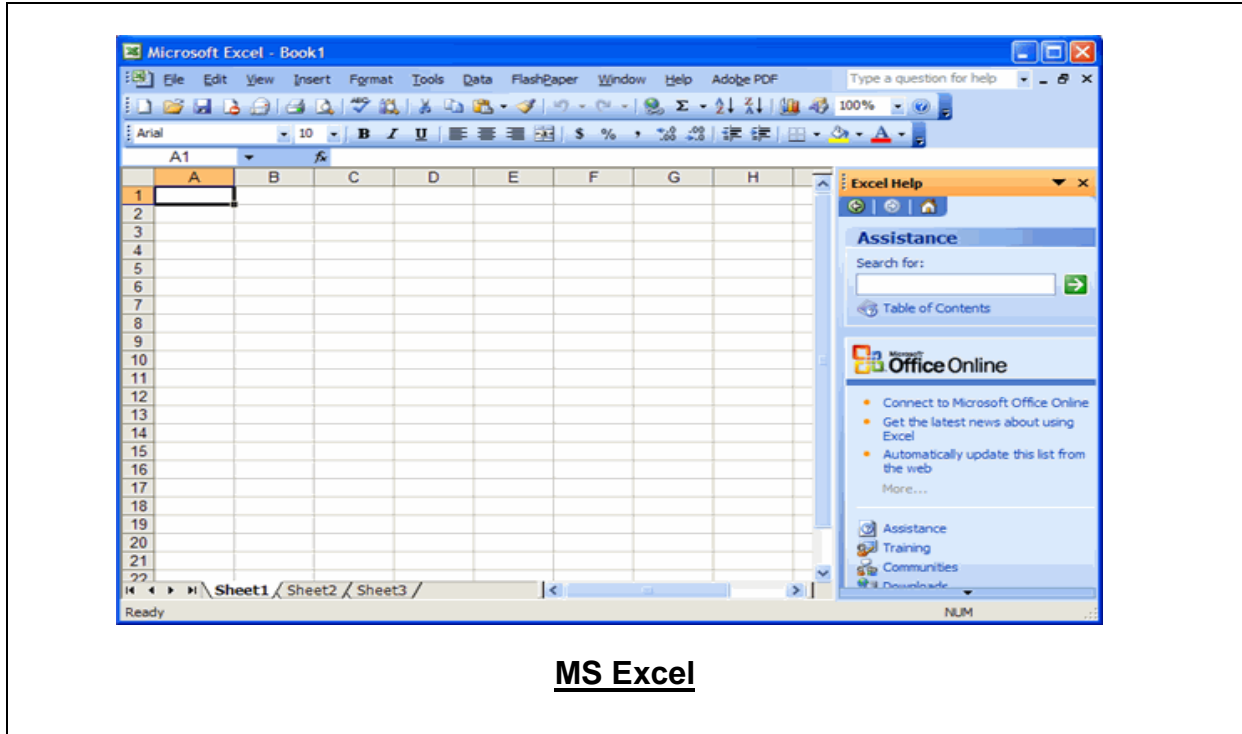 Microsoft Excel - Book1
File Edit View Insert Format Tools Data FlashPaper Window Help Adobe PDF Type a question for help
100%
Arial 10 B I U $ % ,
A1 fx
A B C D E F G H
1
2
3
4
5
6
7
8
9
10
11
12
13
14
15
16
17
18
19
20
21
22
Sheet1 Sheet2 Sheet3
Ready NUM
Excel Help
Assistance
Search for:
Table of Contents
Microsoft
Office Online
Connect to Microsoft Office Online
Get the latest news about using
Excel
Automatically update this list from
the web
More...
Assistance
Training
Communities
Downloads
MS Excel